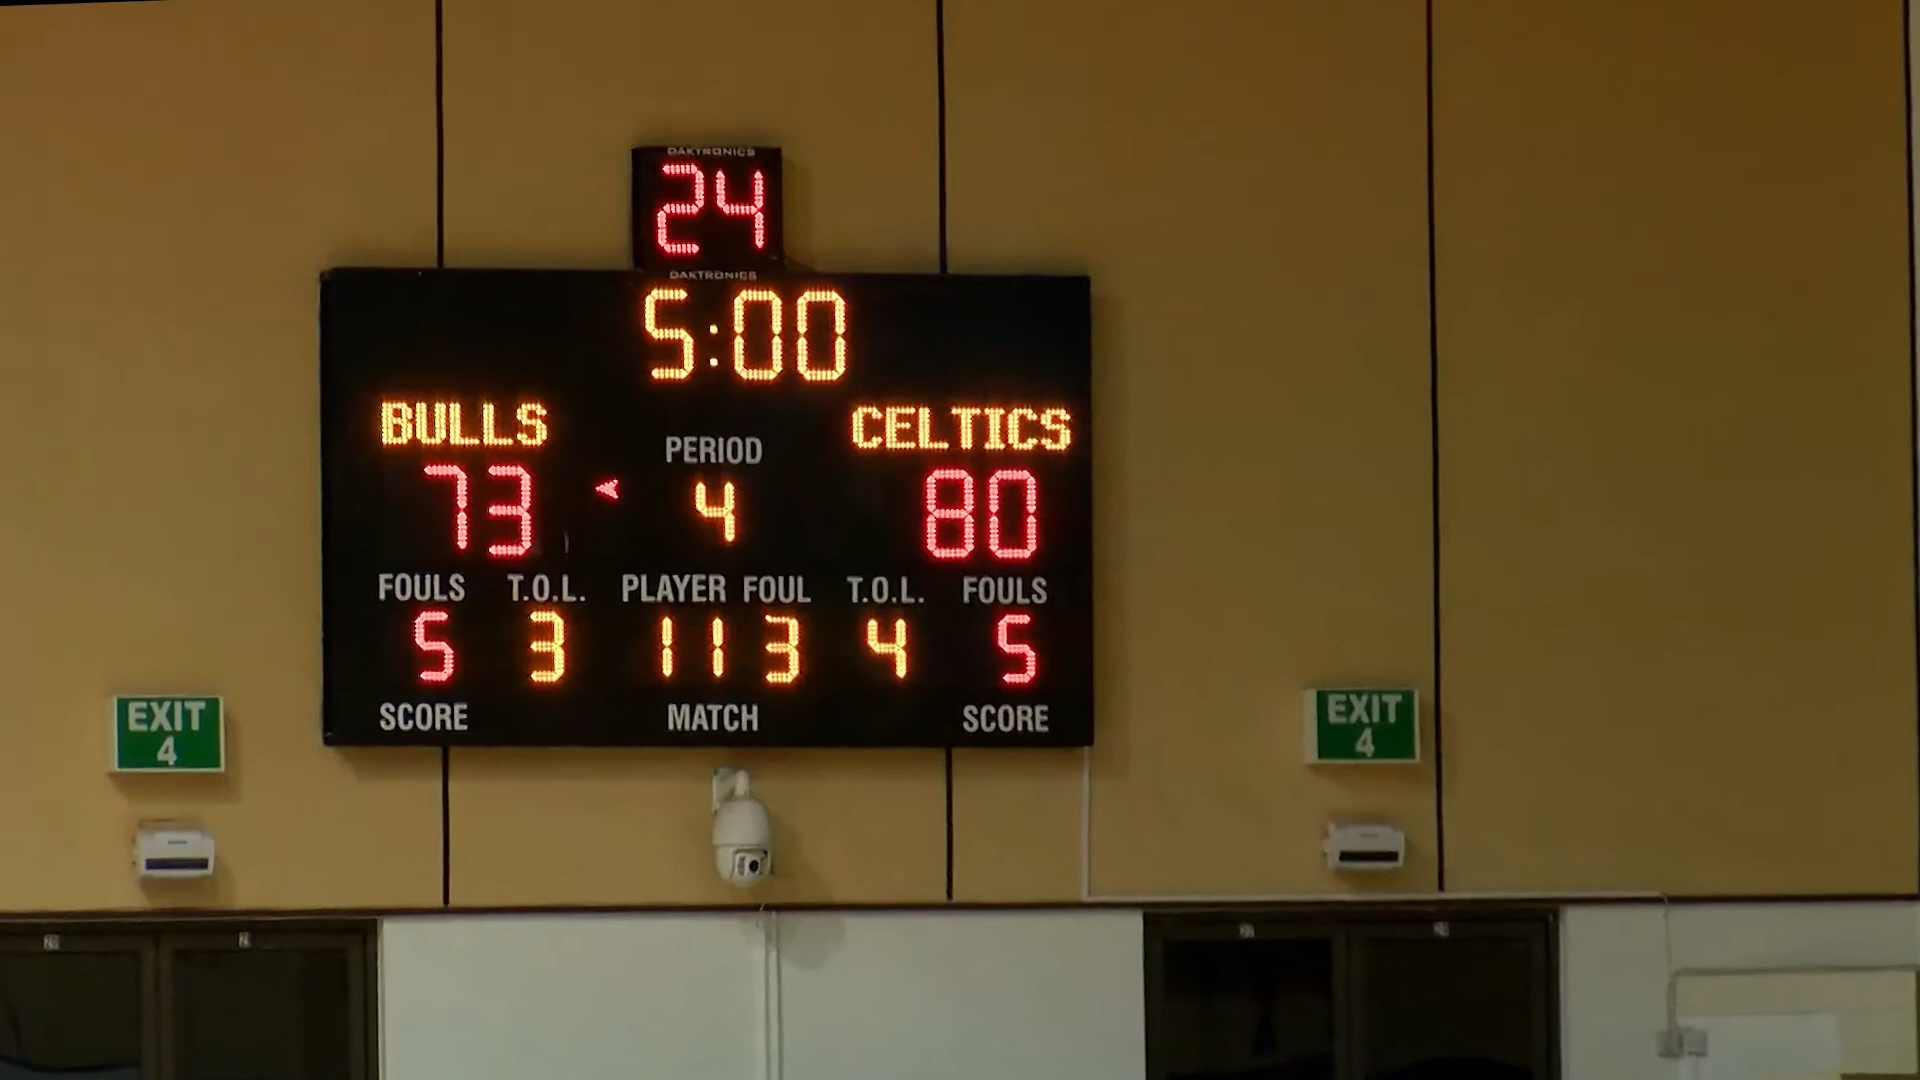 DAKTRONICS
24
DAKTRONICS
5:00
BULLS CELTICS
PERIOD
73 4 80
FOULS T.O.L. PLAYER FOUL T.O.L. FOULS
5 3 11 3 4 5
SCORE MATCH SCORE
EXIT
4
EXIT
4